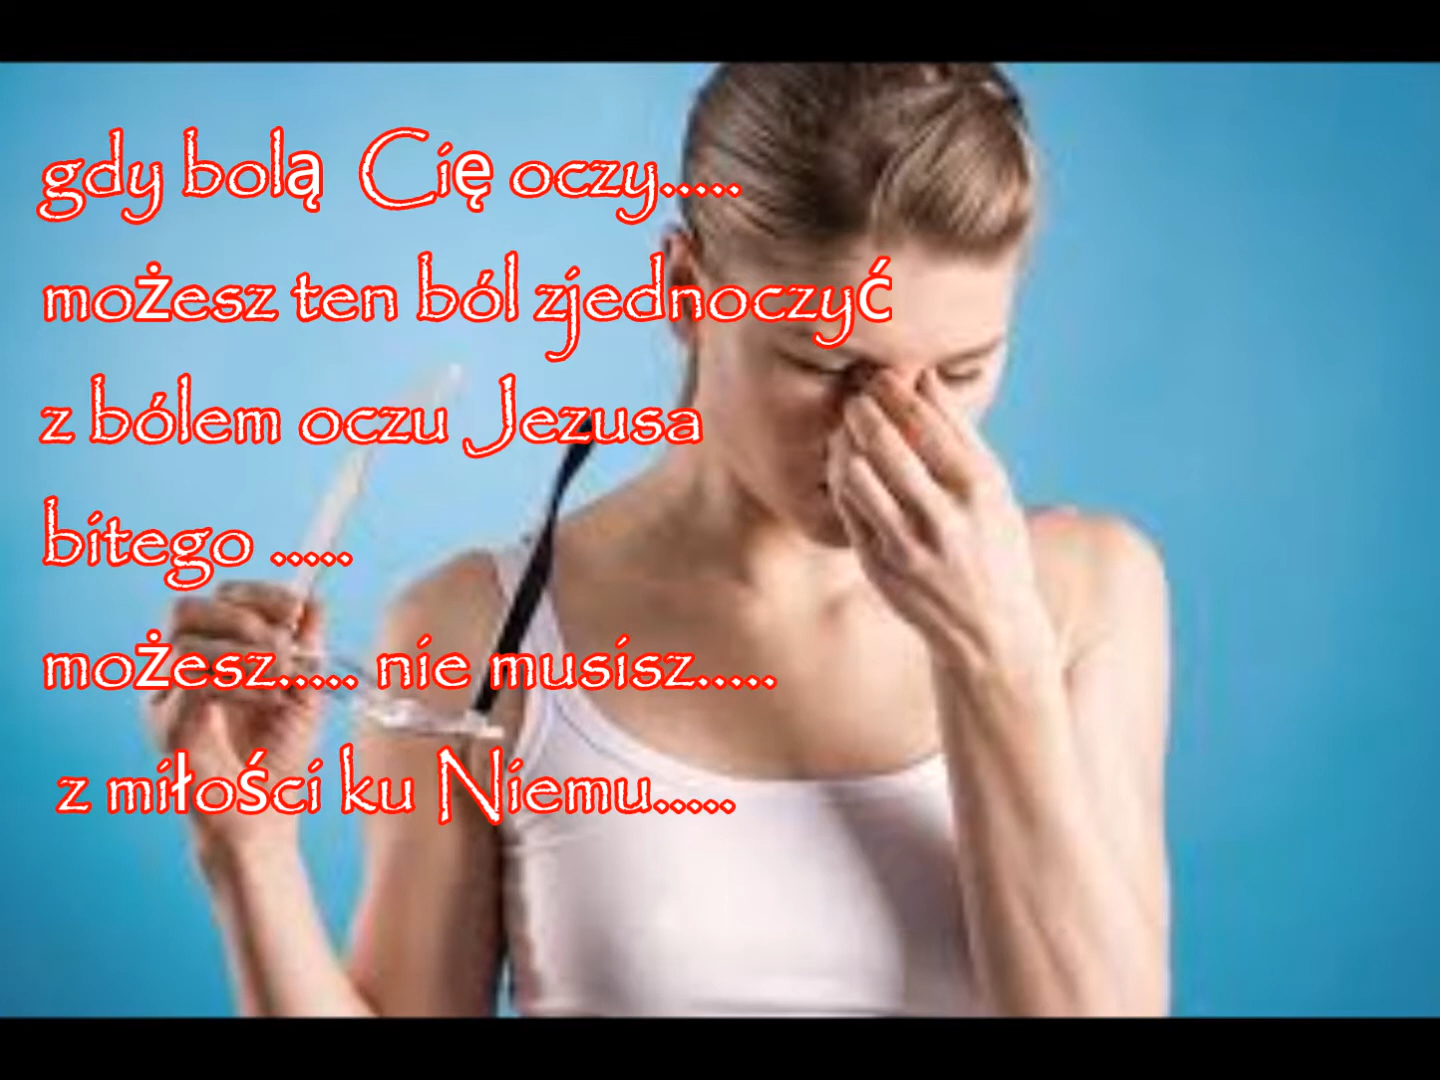 gdy bolą Cię oczy.....
możesz ten ból zjednoczyć
z bólem oczu Jezusa
bitego .....
możesz..... nie musisz.....
z miłości ku Niemu.....